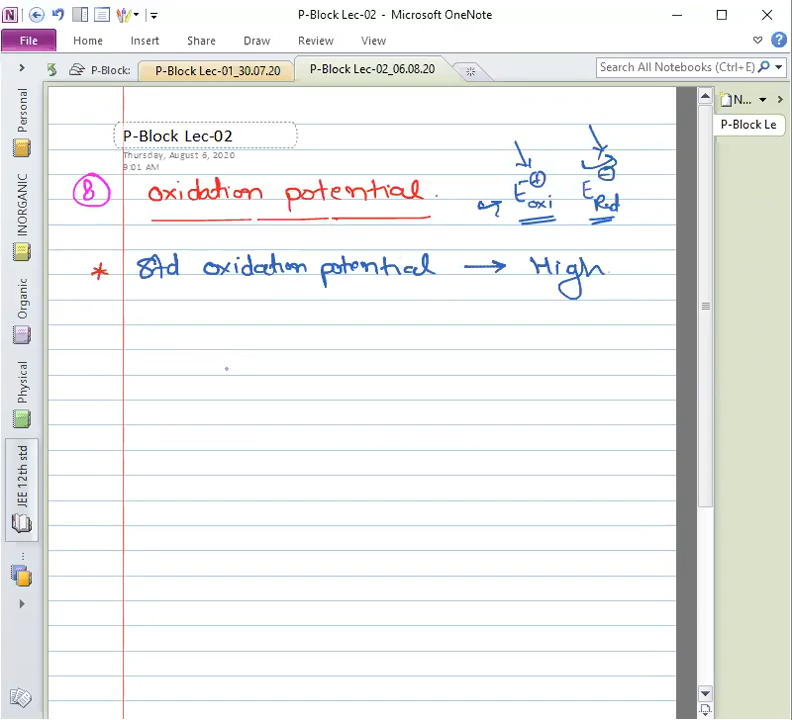 P-Block Lec-02 - Microsoft OneNote
File Home Insert Share Draw Review View
P-Block: P-Block Lec-01_30.07.20 P-Block Lec-02_06.08.20 Search All Notebooks (Ctrl+E)
N...
P-Block Le
Personal
INORGANIC
Organic
Physical
JEE 12th std
P-Block Lec-02
Thursday, August 6, 2020
9:01 AM
8 oxidation potential. E⊕oxi E⊖Red
* Std oxidation potential → High